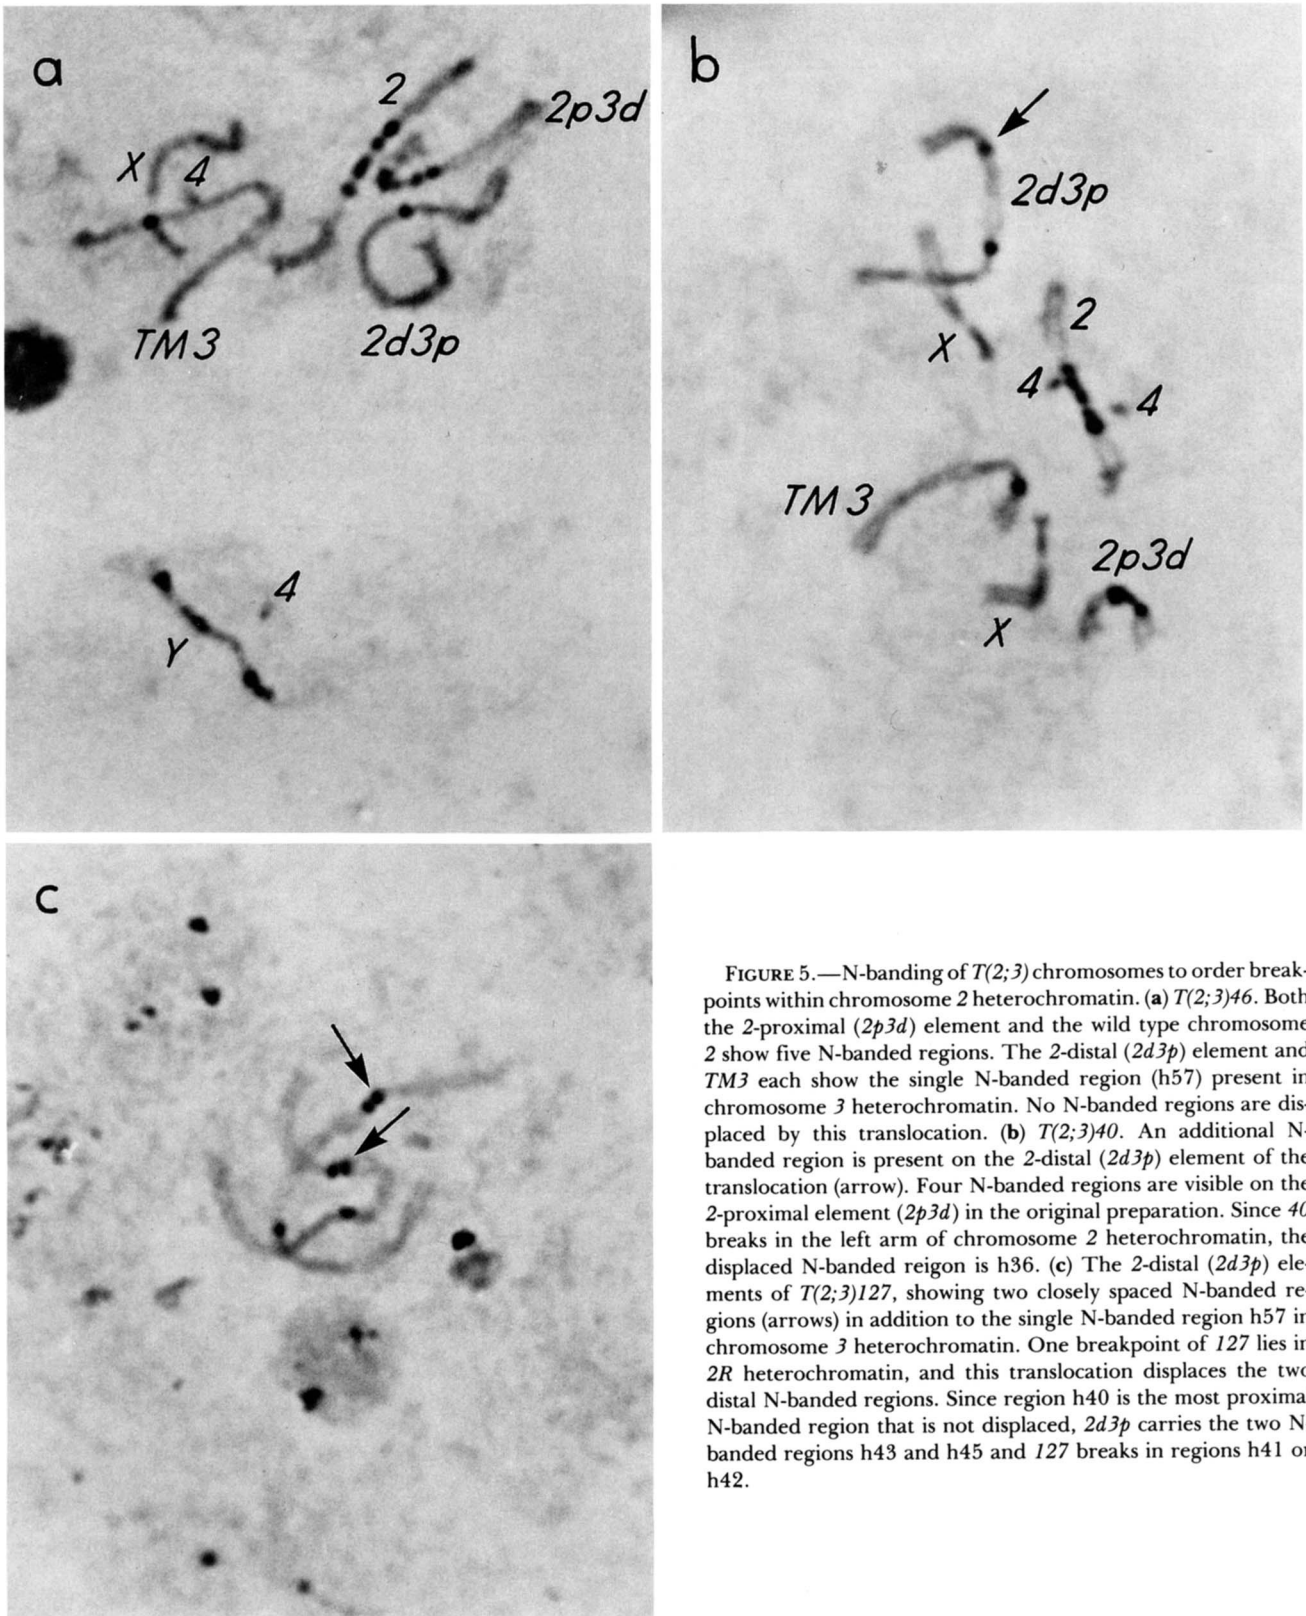 a
2
2p3d
X
4
TM3
2d3p
4
Y
b
2d3p
X
2
4
4
TM3
2p3d
X
c
FIGURE 5.—N-banding of T(2;3) chromosomes to order break-
points within chromosome 2 heterochromatin. (a) T(2;3)46. Both
the 2-proximal (2p3d) element and the wild type chromosome
2 show five N-banded regions. The 2-distal (2d3p) element and
TM3 each show the single N-banded region (h57) present in
chromosome 3 heterochromatin. No N-banded regions are dis-
placed by this translocation. (b) T(2;3)40. An additional N-
banded region is present on the 2-distal (2d3p) element of the
translocation (arrow). Four N-banded regions are visible on the
2-proximal element (2p3d) in the original preparation. Since 40
breaks in the left arm of chromosome 2 heterochromatin, the
displaced N-banded reigon is h36. (c) The 2-distal (2d3p) ele-
ments of T(2;3)127, showing two closely spaced N-banded re-
gions (arrows) in addition to the single N-banded region h57 in
chromosome 3 heterochromatin. One breakpoint of 127 lies in
2R heterochromatin, and this translocation displaces the two
distal N-banded regions. Since region h40 is the most proximal
N-banded region that is not displaced, 2d3p carries the two N-
banded regions h43 and h45 and 127 breaks in regions h41 or
h42.